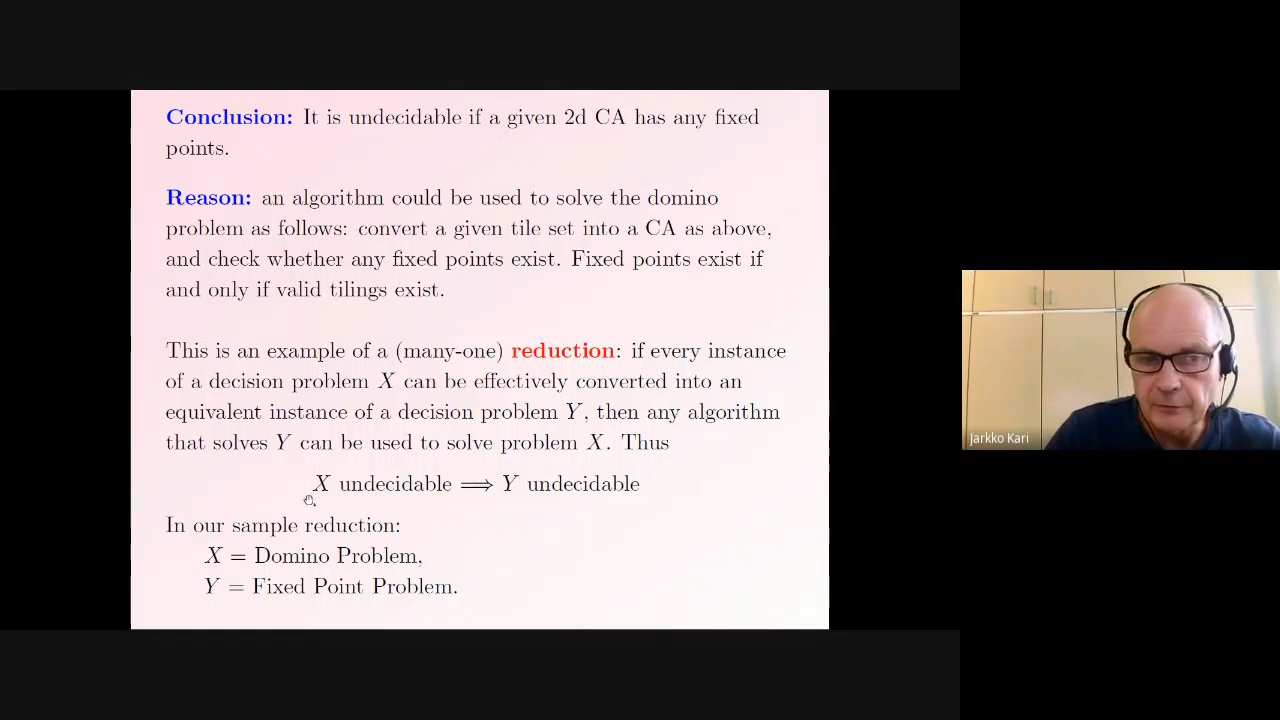 Conclusion: It is undecidable if a given 2d CA has any fixed
points.
Reason: an algorithm could be used to solve the domino
problem as follows: convert a given tile set into a CA as above,
and check whether any fixed points exist. Fixed points exist if
and only if valid tilings exist.
This is an example of a (many-one) reduction: if every instance
of a decision problem X can be effectively converted into an
equivalent instance of a decision problem Y, then any algorithm
that solves Y can be used to solve problem X. Thus
X undecidable ⟹ Y undecidable
In our sample reduction:
X = Domino Problem,
Y = Fixed Point Problem.
Jarkko Kari